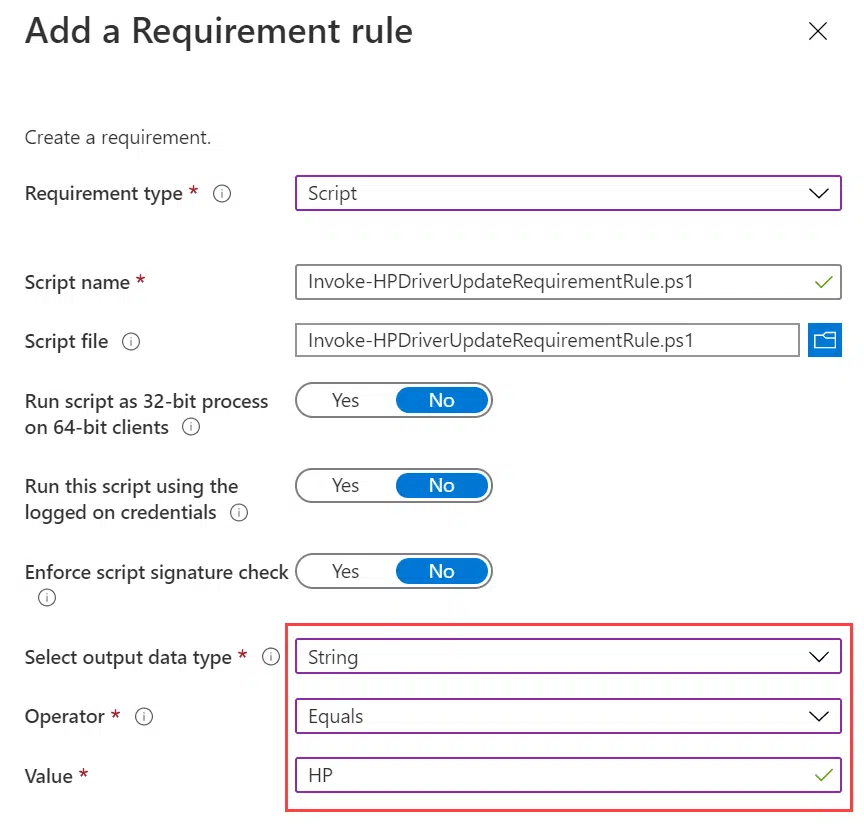 Add a Requirement rule
Create a requirement.
Requirement type *
Script
Script name *
Invoke-HPDriverUpdateRequirementRule.ps1
Script file
Invoke-HPDriverUpdateRequirementRule.ps1
Run script as 32-bit process
on 64-bit clients
Yes No
Run this script using the
logged on credentials
Yes No
Enforce script signature check
Yes No
Select output data type *
String
Operator *
Equals
Value *
HP